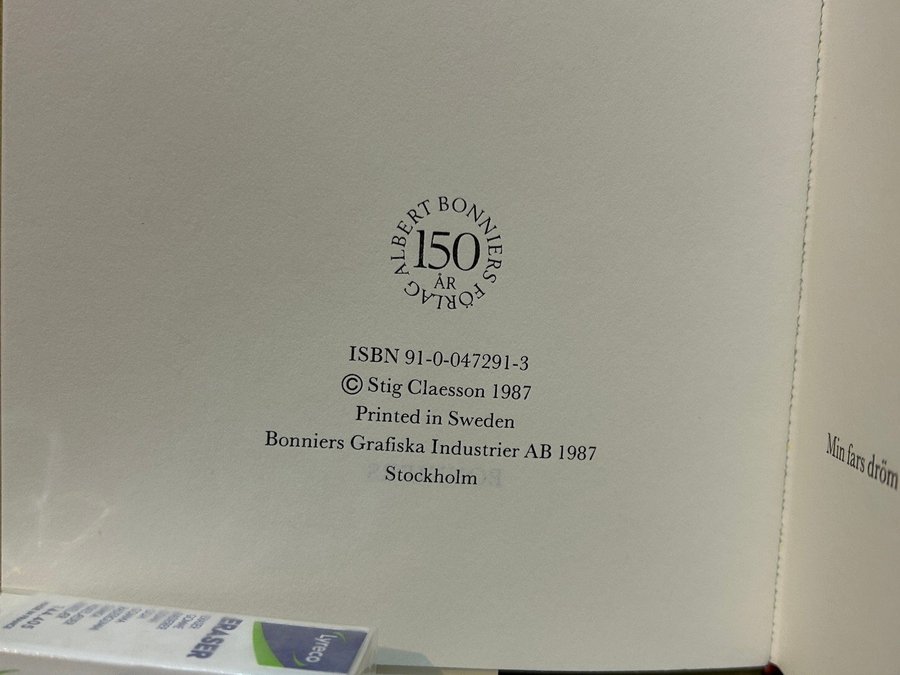 ALBERT BONNIERS FÖRLAG
150
ÅR
ISBN 91-0-047291-3
© Stig Claesson 1987
Printed in Sweden
Bonniers Grafiska Industrier AB 1987
Stockholm
Min fars dröm
Lyreco
ERASER